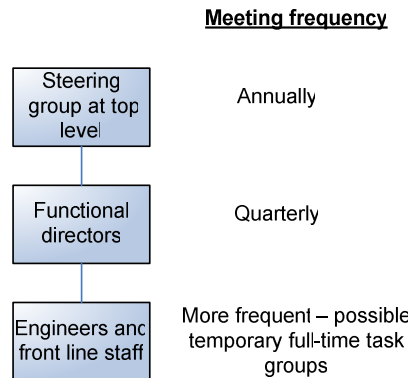 Meeting frequency
Steering
group at top
level
Annually
Functional
directors
Quarterly
Engineers and
front line staff
More frequent – possible
temporary full-time task
groups